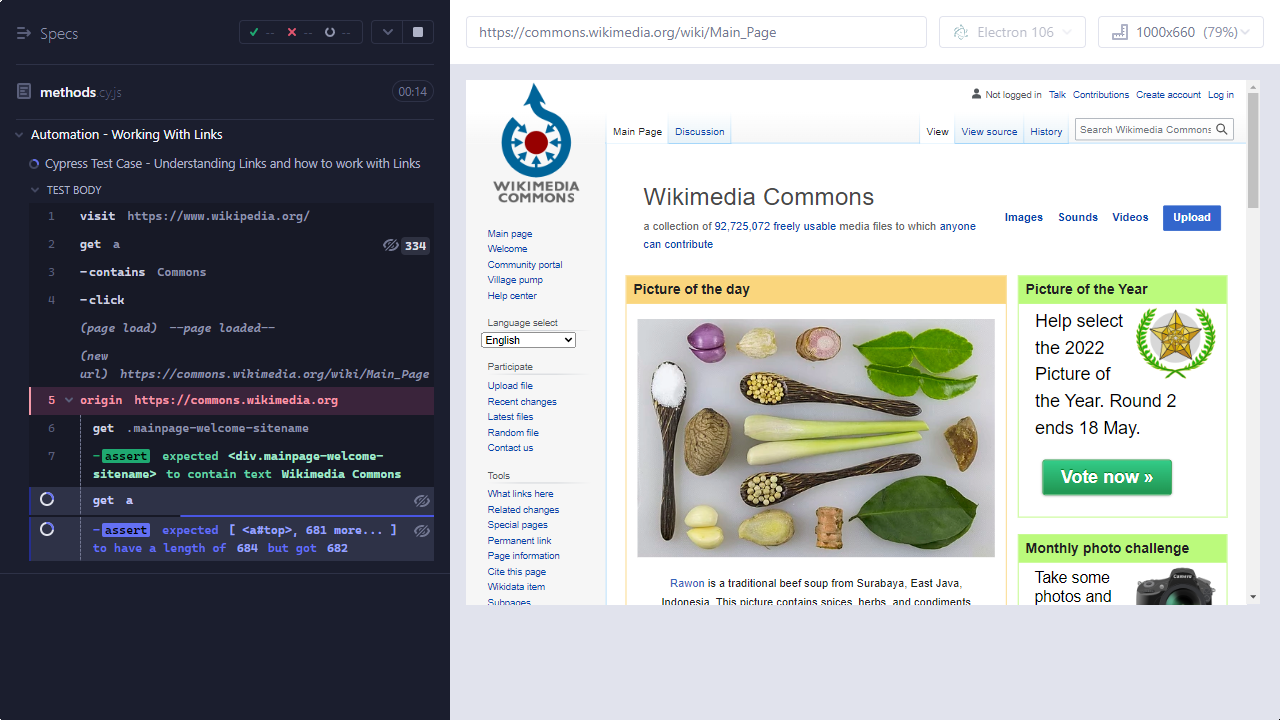 Specs
-- -- --
methods.cy.js
00:14
Automation - Working With Links
Cypress Test Case - Understanding Links and how to work with Links
TEST BODY
1 visit https://www.wikipedia.org/
2 get a 334
3 -contains Commons
4 -click
(page load) --page loaded--
(new
url) https://commons.wikimedia.org/wiki/Main_Page
5 origin https://commons.wikimedia.org
6 get .mainpage-welcome-sitename
7 -assert expected <div.mainpage-welcome-
sitename> to contain text Wikimedia Commons
get a
-assert expected [ <a#top>, 681 more... ]
to have a length of 684 but got 682
https://commons.wikimedia.org/wiki/Main_Page
Electron 106
1000x660 (79%)
WIKIMEDIA
COMMONS
Not logged in Talk Contributions Create account Log in
Main Page Discussion
View View source History
Search Wikimedia Commons
Main page
Welcome
Community portal
Village pump
Help center
Language select
English
Participate
Upload file
Recent changes
Latest files
Random file
Contact us
Tools
What links here
Related changes
Special pages
Permanent link
Page information
Cite this page
Wikidata item
Subpages
Wikimedia Commons
a collection of 92,725,072 freely usable media files to which anyone
can contribute
Images Sounds Videos Upload
Picture of the day
Rawon is a traditional beef soup from Surabaya, East Java,
Indonesia. This picture contains spices, herbs, and condiments
Picture of the Year
Help select
the 2022
Picture of
the Year. Round 2
ends 18 May.
Vote now »
Monthly photo challenge
Take some
photos and